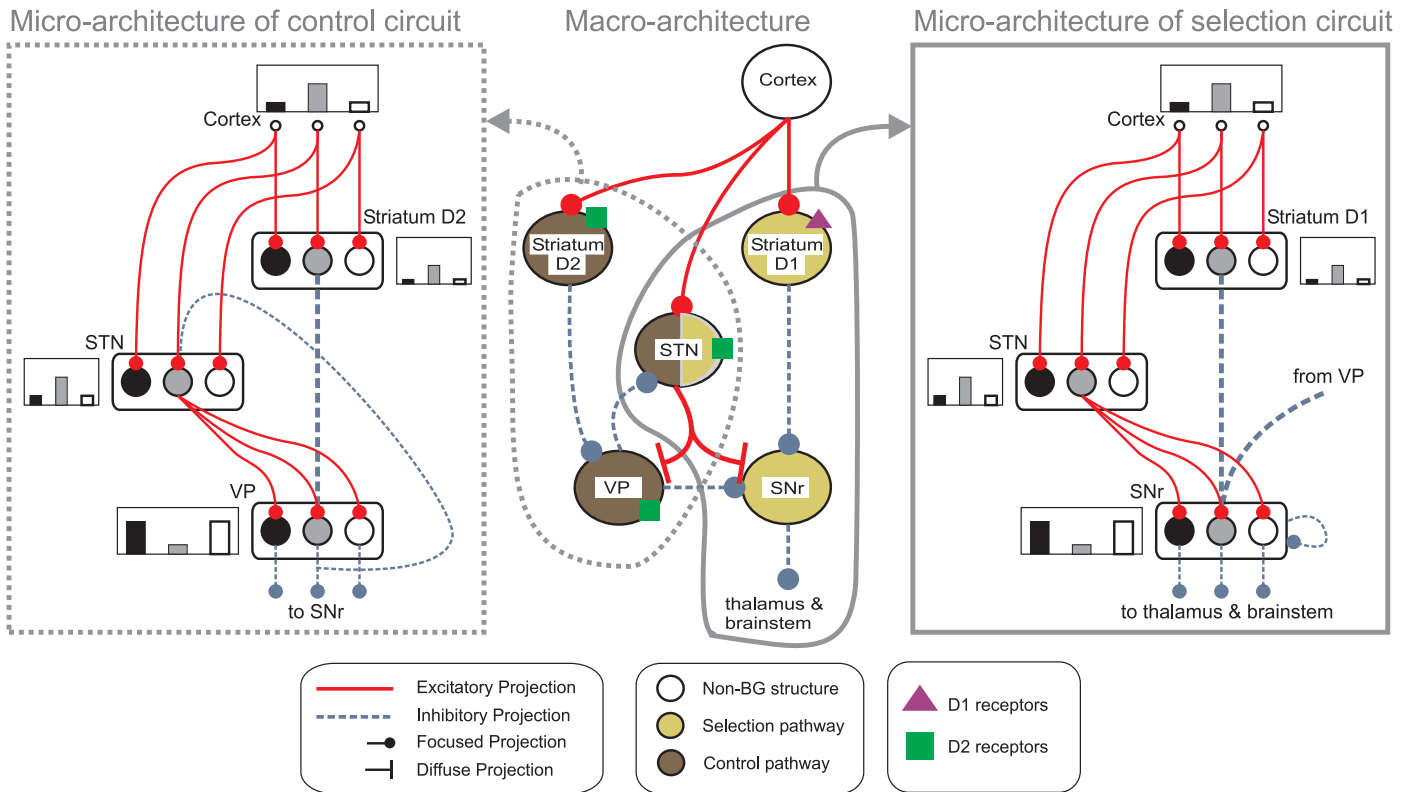 Micro-architecture of control circuit
Macro-architecture
Micro-architecture of selection circuit
Cortex
Striatum D2
STN
VP
to SNr
Cortex
Striatum
D2
Striatum
D1
STN
VP
SNr
thalamus &
brainstem
Cortex
Striatum D1
STN
from VP
SNr
to thalamus & brainstem
Excitatory Projection
Inhibitory Projection
Focused Projection
Diffuse Projection
Non-BG structure
Selection pathway
Control pathway
D1 receptors
D2 receptors